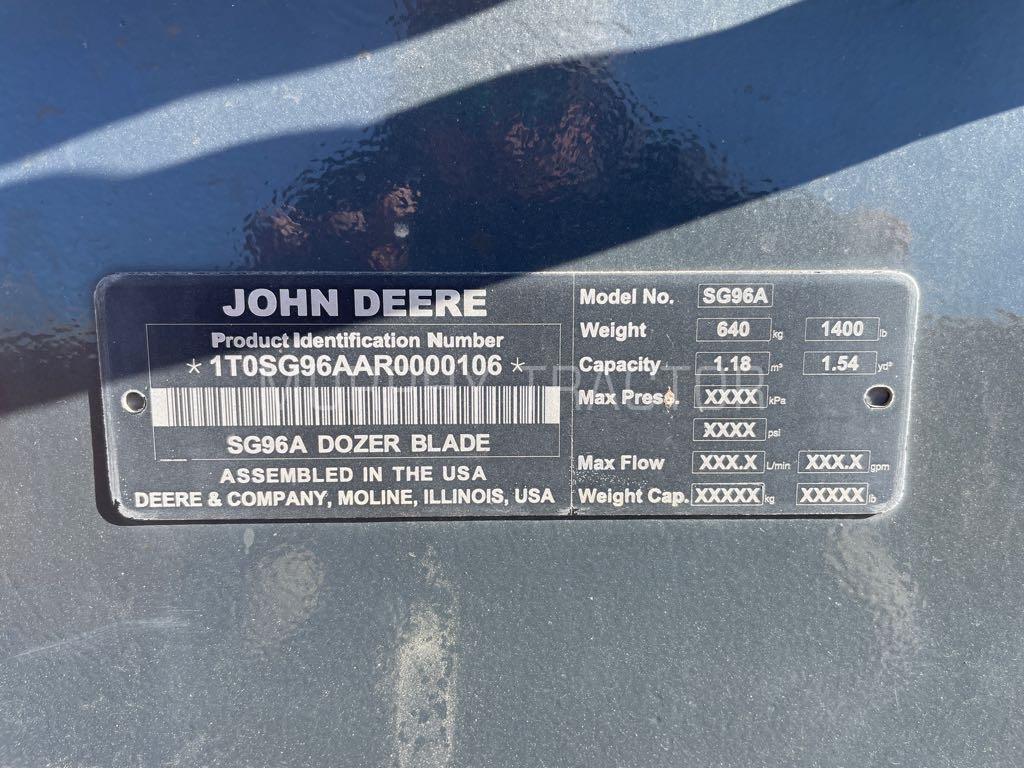 JOHN DEERE
Product Identification Number
*1T0SG96AAR0000106*
SG96A DOZER BLADE
ASSEMBLED IN THE USA
DEERE & COMPANY, MOLINE, ILLINOIS, USA
Model No. SG96A
Weight 640 kg 1400 lb
Capacity 1.18 m³ 1.54 yd³
Max Press. XXXX kPa
XXXX psi
Max Flow XXX.X L/min XXX.X gpm
Weight Cap. XXXXX kg XXXXX lb
MURPHY TRACTOR